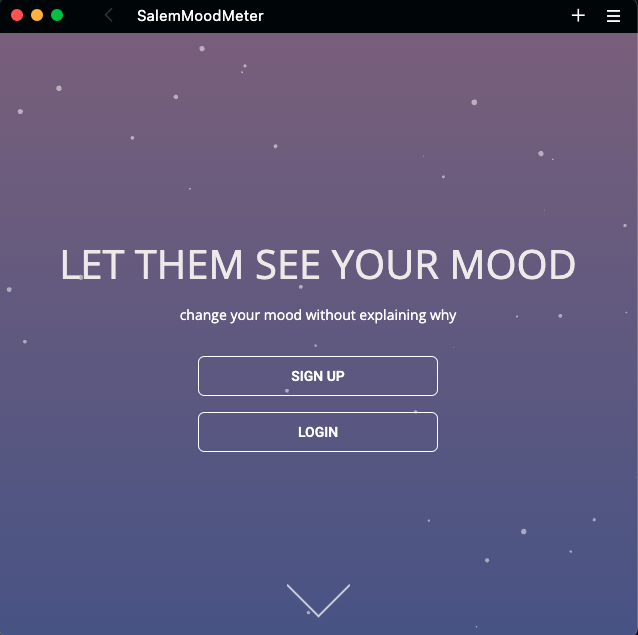 SalemMoodMeter
LET THEM SEE YOUR MOOD
change your mood without explaining why
SIGN UP
LOGIN